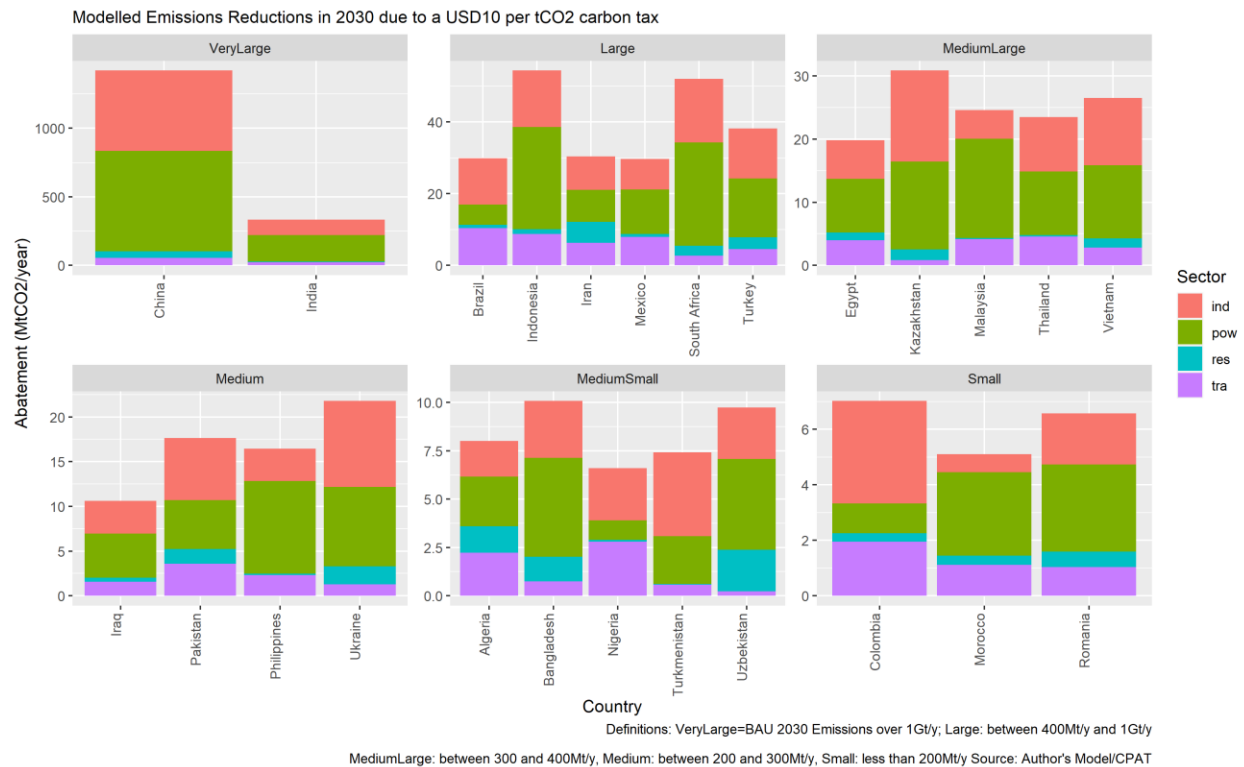 Modelled Emissions Reductions in 2030 due to a USD10 per tCO2 carbon tax
VeryLarge
Large
MediumLarge
1000
500
0
40
20
0
30
20
10
0
China
India
Brazil
Indonesia
Iran
Mexico
South Africa
Turkey
Egypt
Kazakhstan
Malaysia
Thailand
Vietnam
Abatement (MtCO2/year)
Sector
ind
pow
res
tra
Medium
MediumSmall
Small
20
15
10
5
0
10.0
7.5
5.0
2.5
0.0
6
4
2
0
Iraq
Pakistan
Philippines
Ukraine
Algeria
Bangladesh
Nigeria
Turkmenistan
Uzbekistan
Colombia
Morocco
Romania
Country
Definitions: VeryLarge=BAU 2030 Emissions over 1Gt/y; Large: between 400Mt/y and 1Gt/y
MediumLarge: between 300 and 400Mt/y, Medium: between 200 and 300Mt/y, Small: less than 200Mt/y Source: Author's Model/CPAT